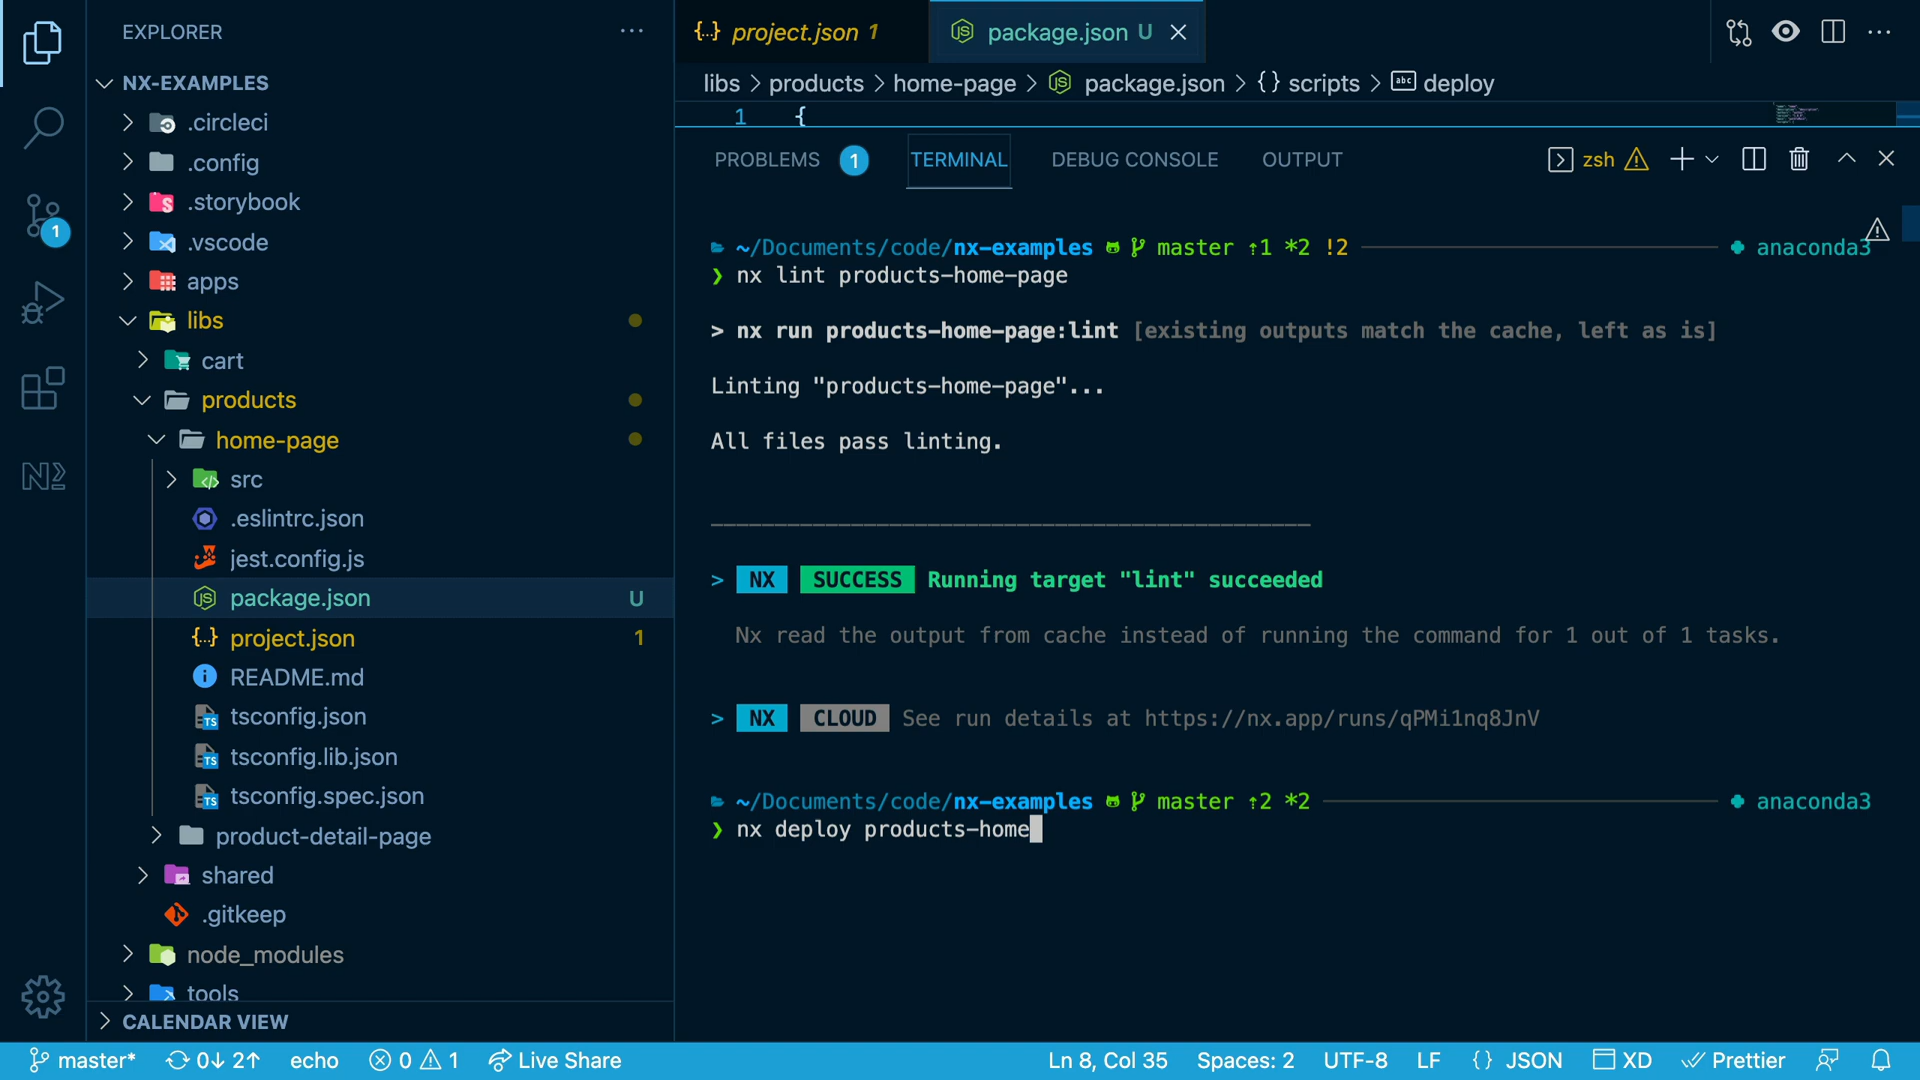 EXPLORER
NX-EXAMPLES
.circleci
.config
.storybook
.vscode
apps
libs
cart
products
home-page
src
.eslintrc.json
jest.config.js
package.json U
project.json 1
README.md
tsconfig.json
tsconfig.lib.json
tsconfig.spec.json
product-detail-page
shared
.gitkeep
node_modules
tools
CALENDAR VIEW
1
project.json 1
package.json U
libs > products > home-page > package.json > {} scripts > abc deploy
1 {
PROBLEMS 1 TERMINAL DEBUG CONSOLE OUTPUT zsh
~/Documents/code/nx-examples master ⇡1 *2 !2 anaconda3
❯ nx lint products-home-page
> nx run products-home-page:lint [existing outputs match the cache, left as is]
Linting "products-home-page"...
All files pass linting.
> NX SUCCESS Running target "lint" succeeded
Nx read the output from cache instead of running the command for 1 out of 1 tasks.
> NX CLOUD See run details at https://nx.app/runs/qPMi1nq8JnV
~/Documents/code/nx-examples master ⇡2 *2 anaconda3
❯ nx deploy products-home
master* 0↓ 2↑ echo 0 1 Live Share Ln 8, Col 35 Spaces: 2 UTF-8 LF {} JSON XD Prettier